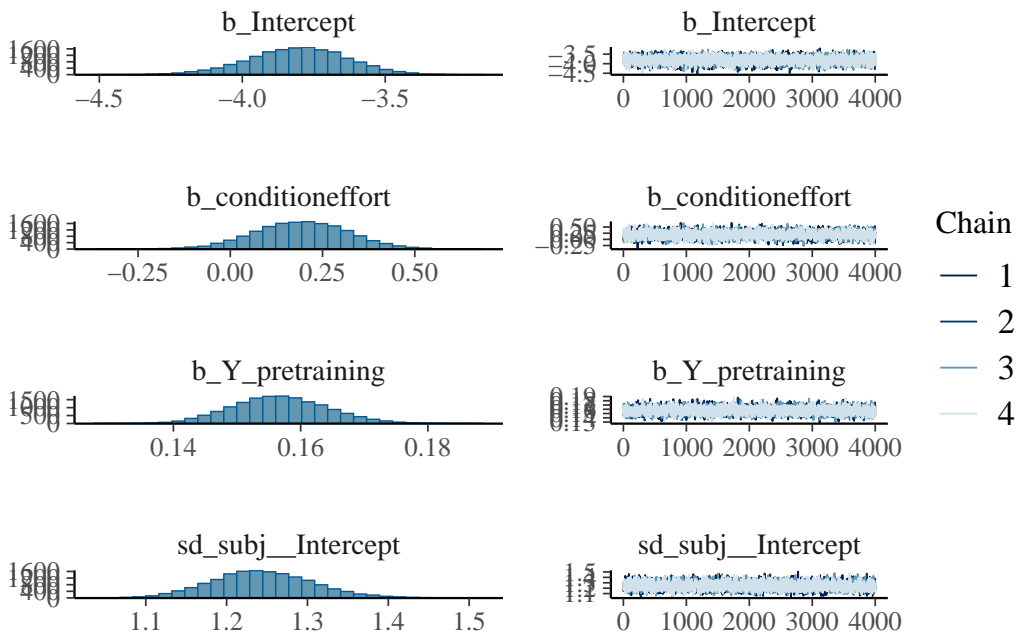 b_Intercept
−4.5 −4.0 −3.5
b_Intercept
0 1000 2000 3000 4000
b_conditioneffort
−0.25 0.00 0.25 0.50
b_conditioneffort
0 1000 2000 3000 4000
b_Y_pretraining
0.14 0.16 0.18
b_Y_pretraining
0 1000 2000 3000 4000
sd_subj__Intercept
1.1 1.2 1.3 1.4 1.5
sd_subj__Intercept
0 1000 2000 3000 4000
Chain
1
2
3
4